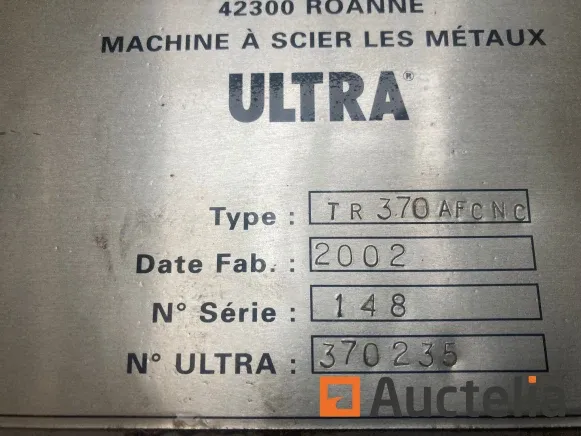 42300 ROANNE
MACHINE À SCIER LES MÉTAUX
ULTRA®
Type : TR 370 AFCNC
Date Fab. : 2002
N° Série : 148
N° ULTRA : 370235
Auctelia